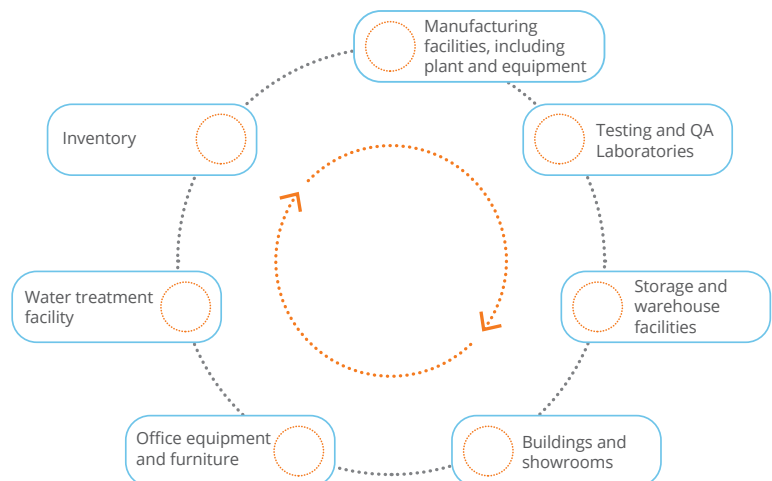 Manufacturing
facilities, including
plant and equipment
Testing and QA
Laboratories
Storage and
warehouse
facilities
Buildings and
showrooms
Office equipment
and furniture
Water treatment
facility
Inventory